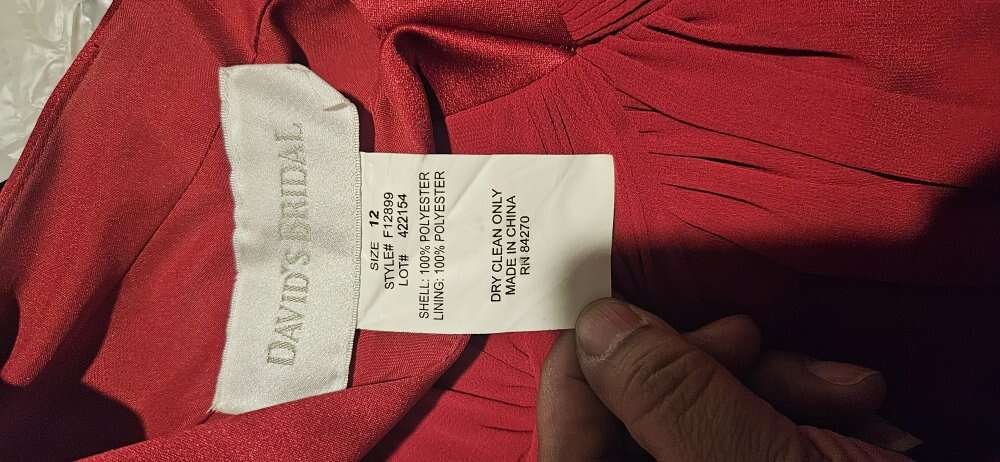 DAVID'S BRIDAL
SIZE 12
STYLE# F12899
LOT# 422154
SHELL: 100% POLYESTER
LINING: 100% POLYESTER
DRY CLEAN ONLY
MADE IN CHINA
RN 84270